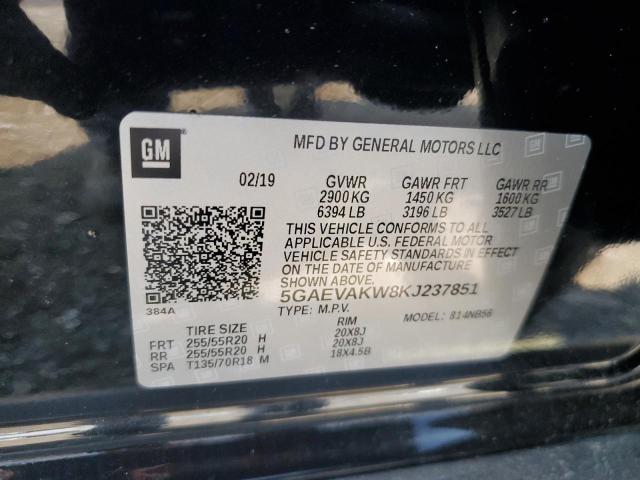 GM
MFD BY GENERAL MOTORS LLC
02/19 GVWR GAWR FRT GAWR RR
2900 KG 1450 KG 1600 KG
6394 LB 3196 LB 3527 LB
THIS VEHICLE CONFORMS TO ALL
APPLICABLE U.S. FEDERAL MOTOR
VEHICLE SAFETY STANDARDS IN EFFECT
ON THE DATE OF MANUFACTURE
SHOWN ABOVE.
384A
5GAEVAKW8KJ237851
TYPE: M.P.V. MODEL: 814NB56
TIRE SIZE RIM
FRT 255/55R20 H 20X8J
RR 255/55R20 H 20X8J
SPA T135/70R18 M 18X4.5B